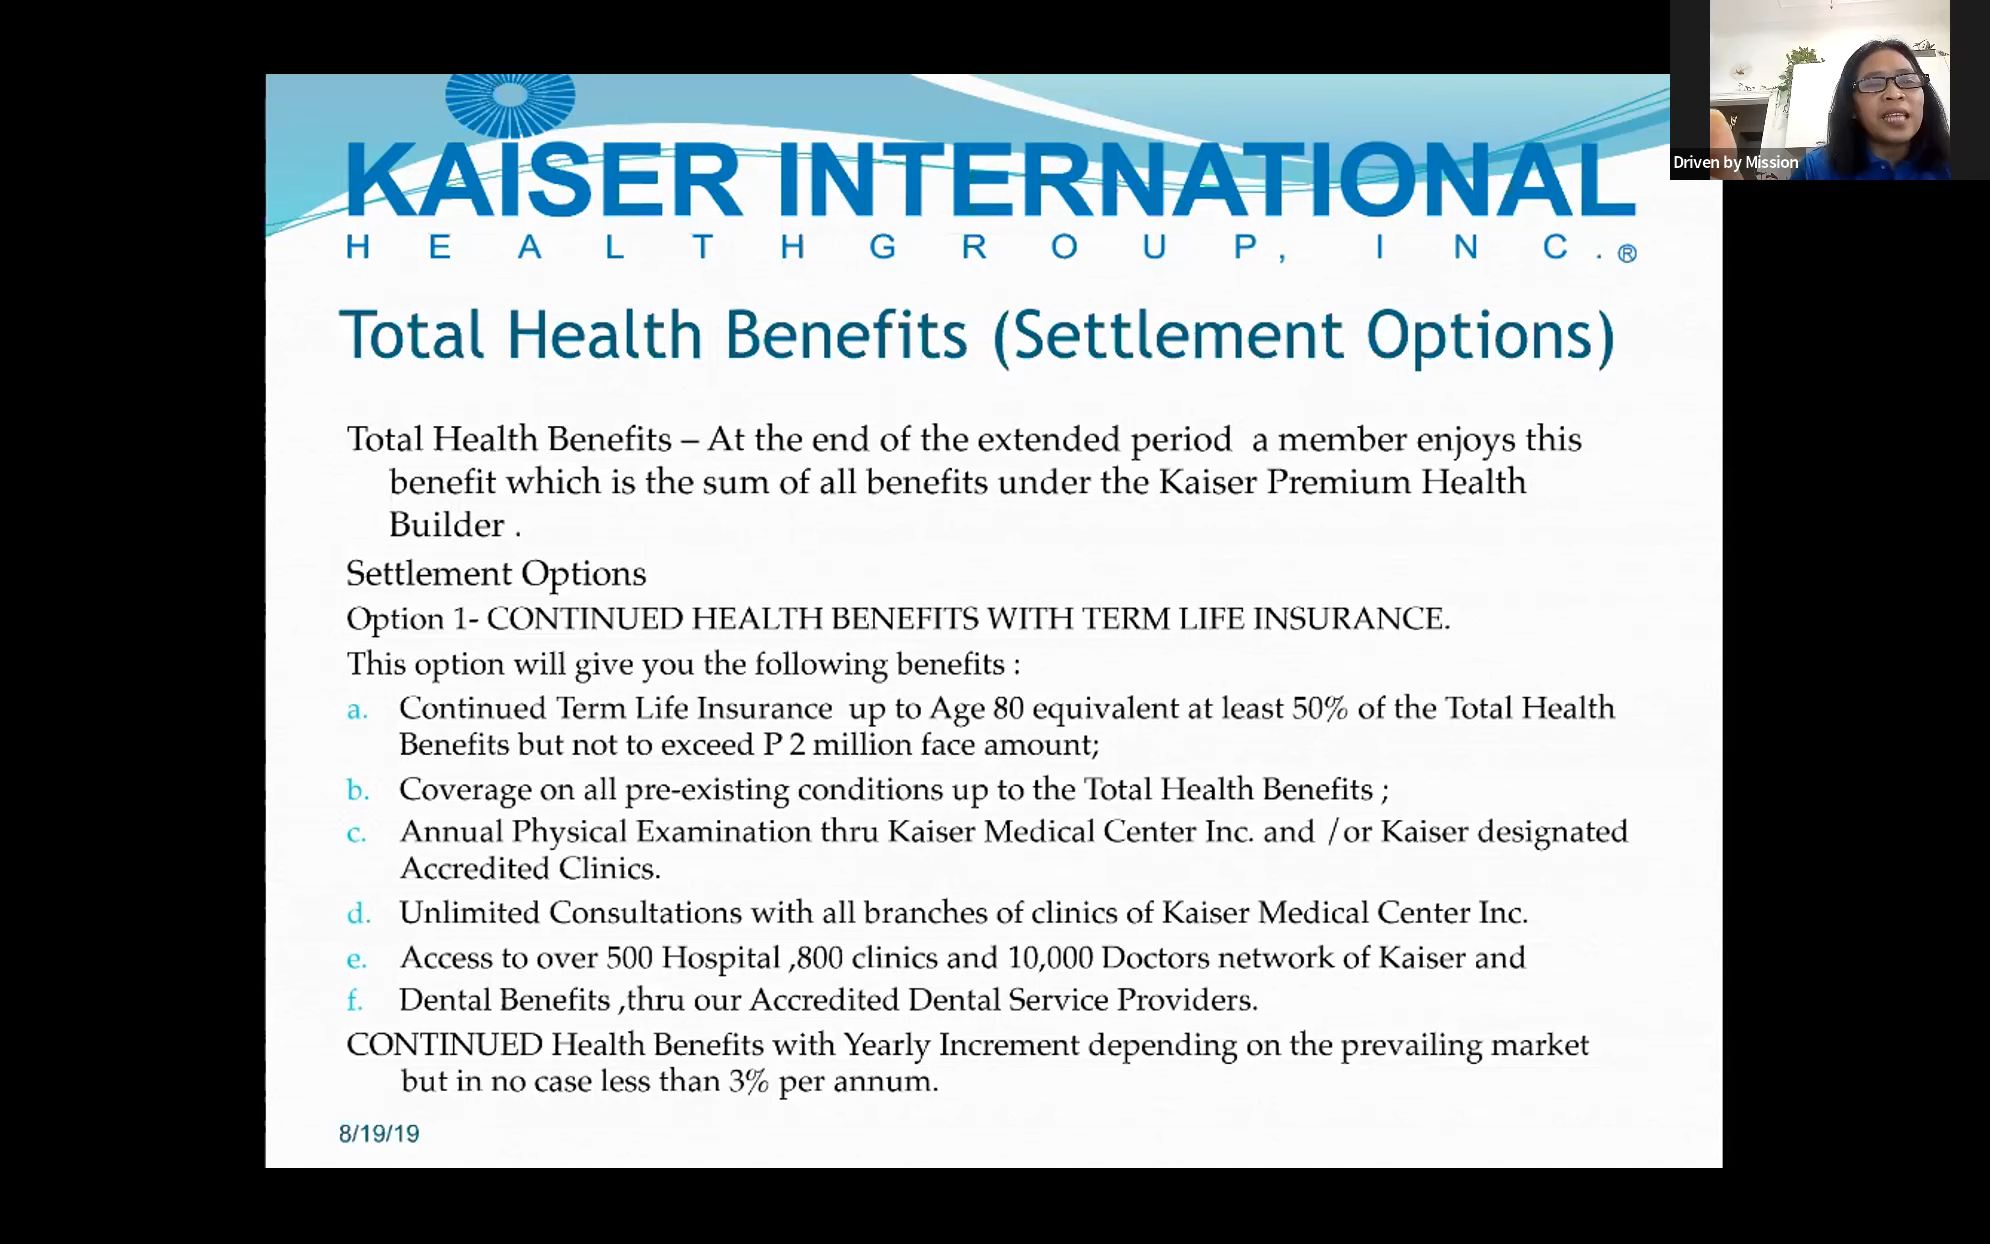 Driven by Mission
KAISER INTERNATIONAL
HEALTHGROUP, INC.®
Total Health Benefits (Settlement Options)
Total Health Benefits – At the end of the extended period a member enjoys this
benefit which is the sum of all benefits under the Kaiser Premium Health
Builder .
Settlement Options
Option 1- CONTINUED HEALTH BENEFITS WITH TERM LIFE INSURANCE.
This option will give you the following benefits :
a. Continued Term Life Insurance up to Age 80 equivalent at least 50% of the Total Health
Benefits but not to exceed P 2 million face amount;
b. Coverage on all pre-existing conditions up to the Total Health Benefits ;
c. Annual Physical Examination thru Kaiser Medical Center Inc. and /or Kaiser designated
Accredited Clinics.
d. Unlimited Consultations with all branches of clinics of Kaiser Medical Center Inc.
e. Access to over 500 Hospital ,800 clinics and 10,000 Doctors network of Kaiser and
f. Dental Benefits ,thru our Accredited Dental Service Providers.
CONTINUED Health Benefits with Yearly Increment depending on the prevailing market
but in no case less than 3% per annum.
8/19/19